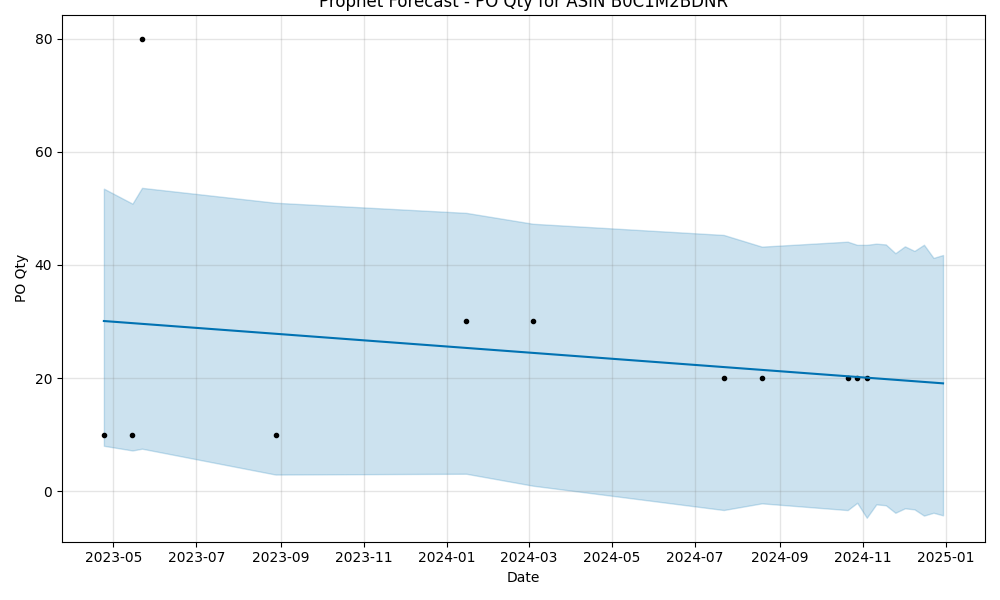 Prophet Forecast - PO Qty for ASIN B0C1M2BDNR
80
60
40
20
0
PO Qty
2023-05 2023-07 2023-09 2023-11 2024-01 2024-03 2024-05 2024-07 2024-09 2024-11 2025-01
Date